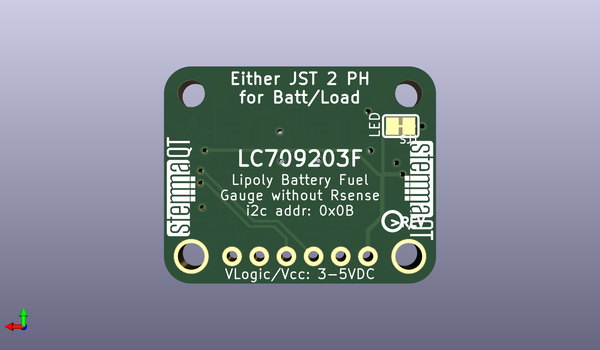 Either JST 2 PH
for Batt/Load
LED
LC709203F
Lipoly Battery Fuel
Gauge without Rsense
i2c addr: 0x0B
stemmaQT
stemmaQT
>REV
VLogic/Vcc: 3-5VDC